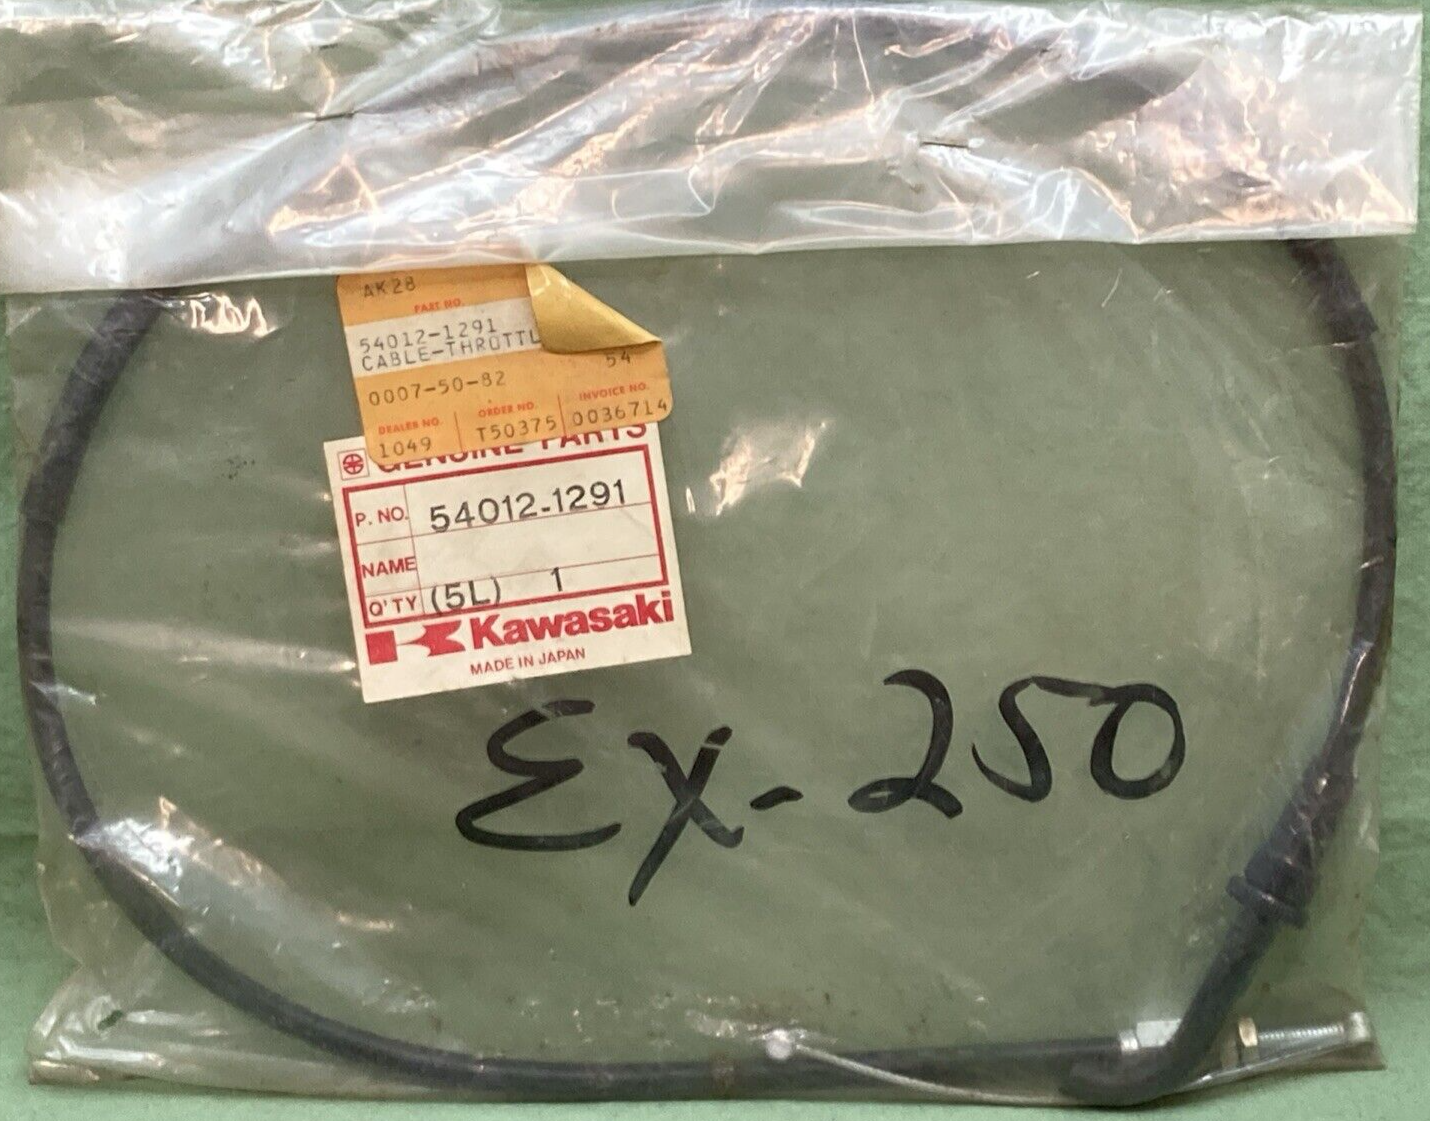 AK28
PART NO.
54012-1291
CABLE-THROTTL
54
0007-50-82
DEALER NO. ORDER NO. INVOICE NO.
1049 T50375 0036714
GENUINE PARTS
P. NO. 54012-1291
NAME
Q'TY (5L) 1
Kawasaki
MADE IN JAPAN
EX-250